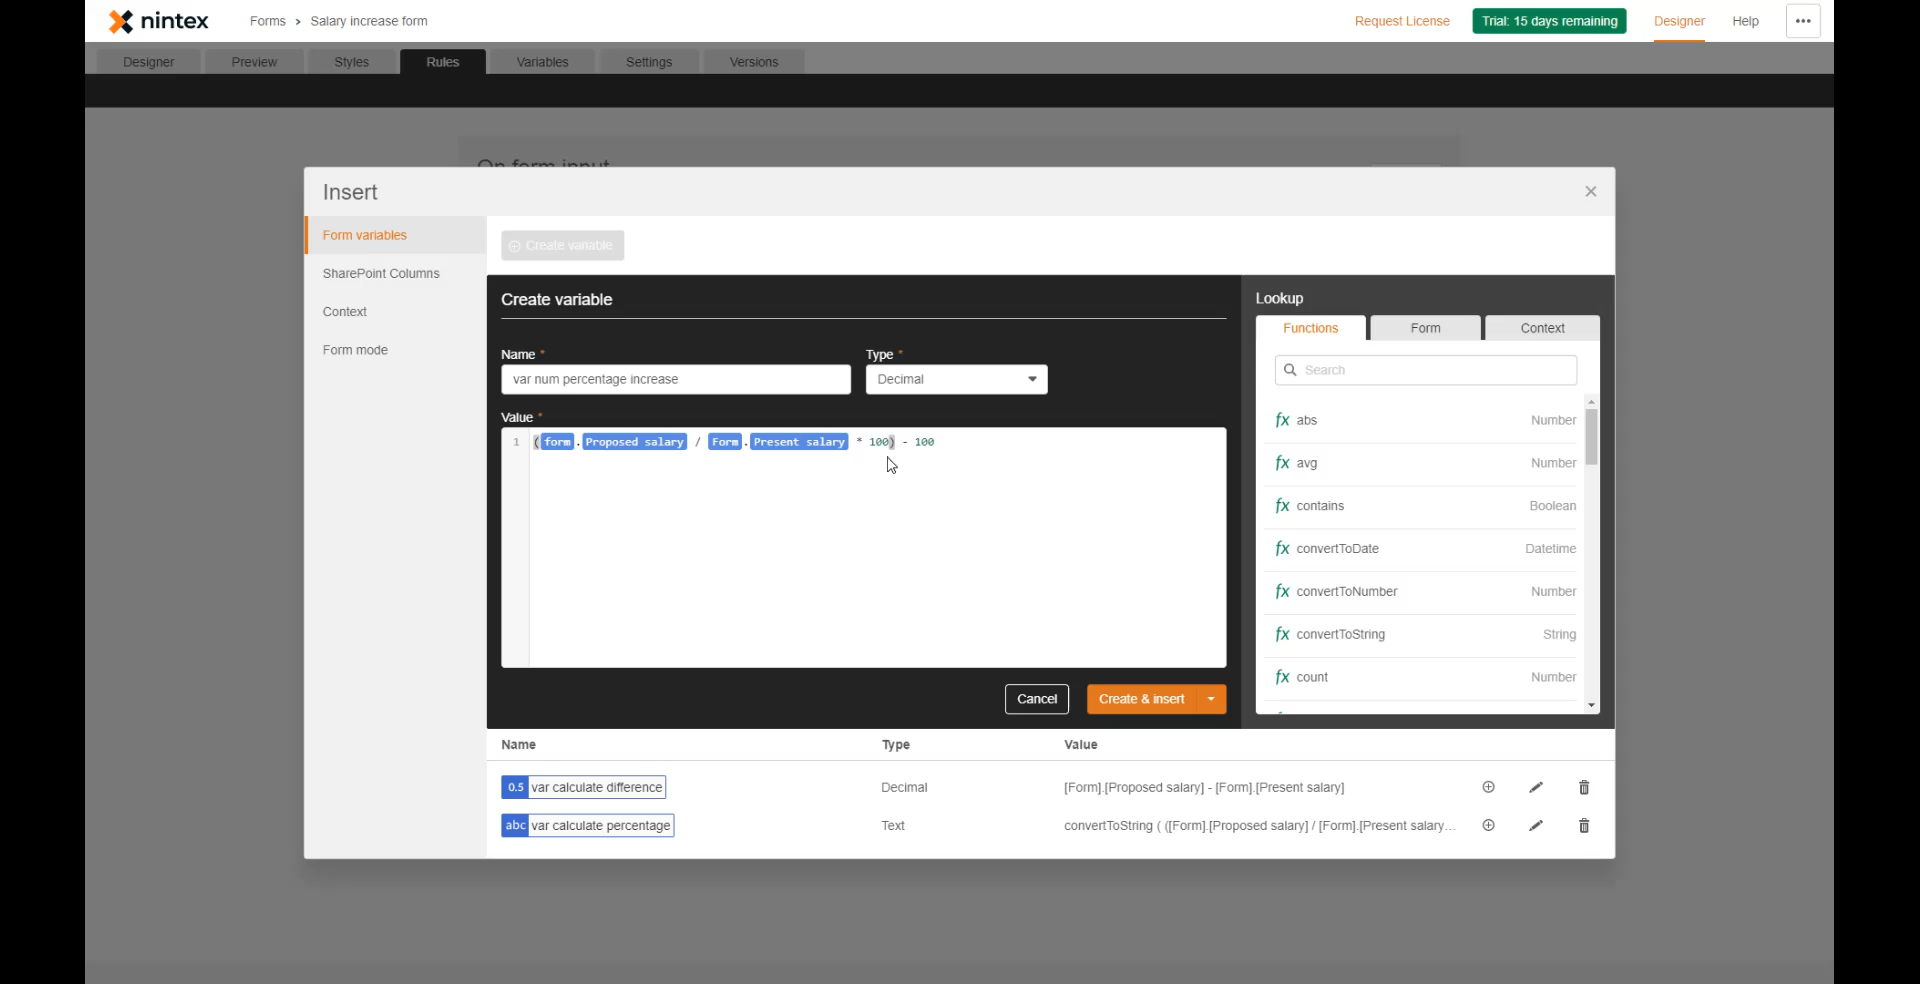 nintex Forms > Salary increase form Request License Trial: 15 days remaining Designer Help
Designer Preview Styles Rules Variables Settings Versions
On form input
Insert
Form variables
SharePoint Columns
Context
Form mode
Create variable
Create variable
Name * Type *
var num percentage increase Decimal
Value *
1 (form.Proposed salary / Form.Present salary * 100) - 100
Cancel Create & insert
Lookup
Functions Form Context
Search
fx abs Number
fx avg Number
fx contains Boolean
fx convertToDate Datetime
fx convertToNumber Number
fx convertToString String
fx count Number
Name Type Value
0.5 var calculate difference Decimal [Form].[Proposed salary] - [Form].[Present salary]
abc var calculate percentage Text convertToString ( ([Form].[Proposed salary] / [Form].[Present salary...